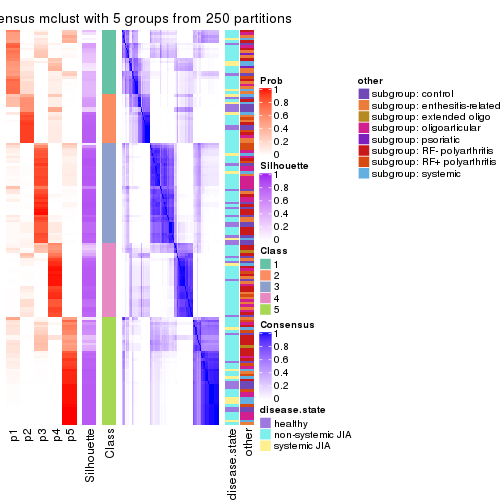 ensus mclust with 5 groups from 250 partitions
Prob
1
0.8
0.6
0.4
0.2
0
Silhouette
1
0.8
0.6
0.4
0.2
0
Class
1
2
3
4
5
Consensus
1
0.8
0.6
0.4
0.2
0
disease.state
healthy
non-systemic JIA
systemic JIA
other
subgroup: control
subgroup: enthesitis-related
subgroup: extended oligo
subgroup: oligoarticular
subgroup: psoriatic
subgroup: RF- polyarthritis
subgroup: RF+ polyarthritis
subgroup: systemic
p1
p2
p3
p4
p5
Silhouette
Class
disease.state
other